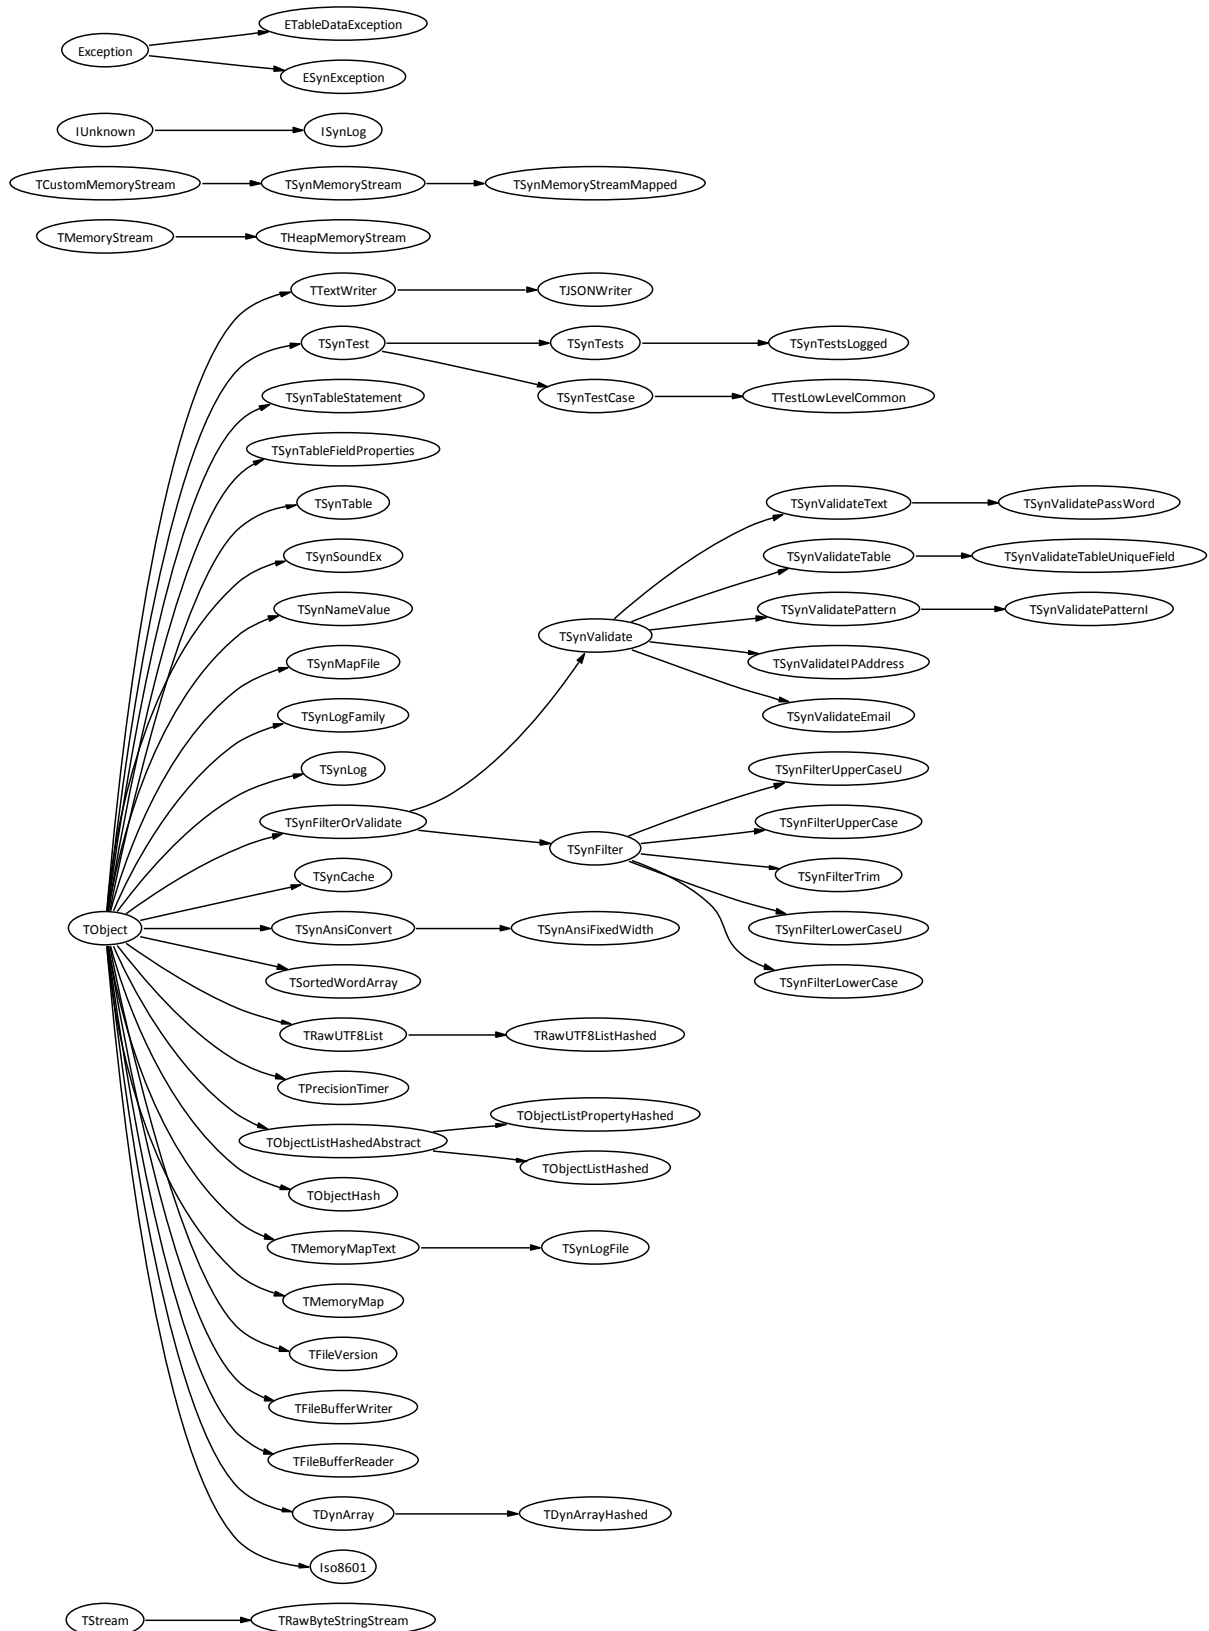 ETableDataException
Exception
ESynException
IUnknown
ISynLog
TCustomMemoryStream
TSynMemoryStream
TSynMemoryStreamMapped
TMemoryStream
THeapMemoryStream
TTextWriter
TJSONWriter
TSynTest
TSynTests
TSynTestsLogged
TSynTableStatement
TSynTestCase
TTestLowLevelCommon
TSynTableFieldProperties
TSynTable
TSynValidateText
TSynValidatePassWord
TSynSoundEx
TSynValidateTable
TSynValidateTableUniqueField
TSynNameValue
TSynValidatePattern
TSynValidatePatternI
TSynValidate
TSynMapFile
TSynValidateIPAddress
TSynLogFamily
TSynValidateEmail
TSynLog
TSynFilterUpperCaseU
TSynFilterOrValidate
TSynFilterUpperCase
TSynFilter
TSynCache
TSynFilterTrim
TObject
TSynAnsiConvert
TSynAnsiFixedWidth
TSynFilterLowerCaseU
TSortedWordArray
TSynFilterLowerCase
TRawUTF8List
TRawUTF8ListHashed
TPrecisionTimer
TObjectListPropertyHashed
TObjectListHashedAbstract
TObjectListHashed
TObjectHash
TMemoryMapText
TSynLogFile
TMemoryMap
TFileVersion
TFileBufferWriter
TFileBufferReader
TDynArray
TDynArrayHashed
Iso8601
TStream
TRawByteStringStream